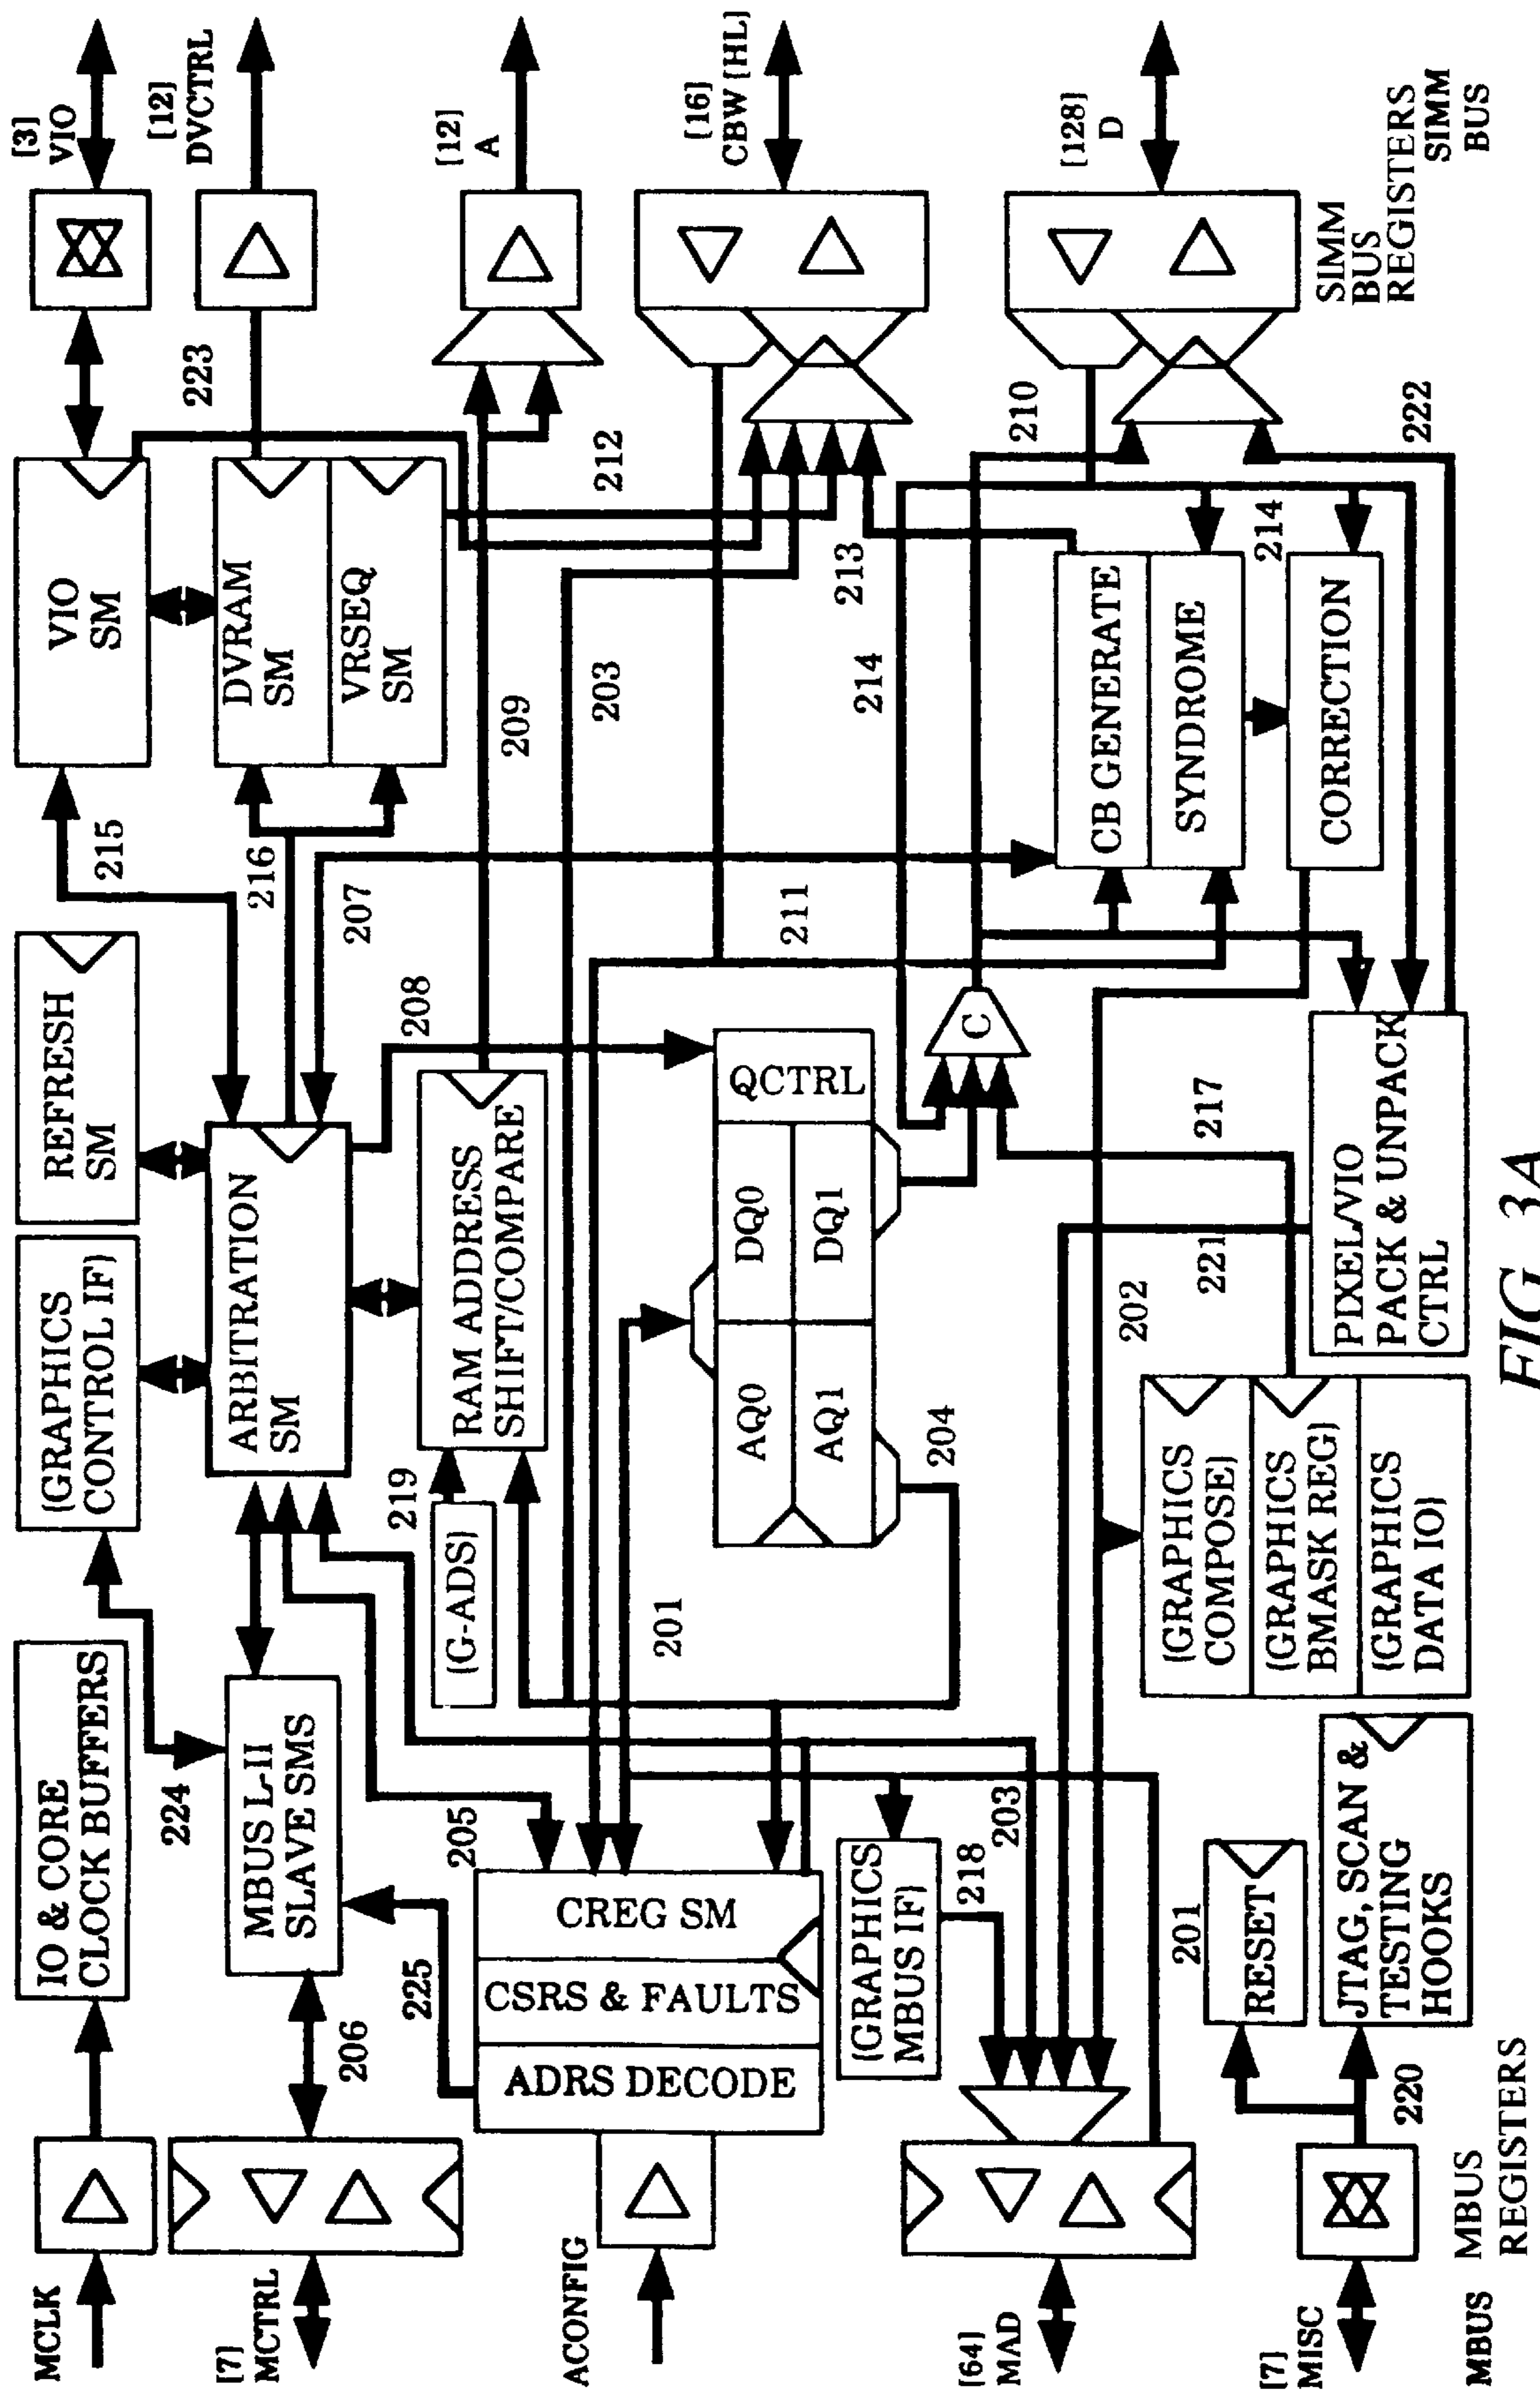 MCLK
[7]
MCTRL
ACONFIG
[64]
MAD
[7]
MISC
MBUS
MBUS
REGISTERS
IO & CORE
CLOCK BUFFERS
224
MBUS L-II
SLAVE SMS
206
225
205
ADRS DECODE
CSRS & FAULTS
CREG SM
{GRAPHICS
MBUS IF}
218
203
201
RESET
220
JTAG, SCAN &
TESTING
HOOKS
{GRAPHICS
CONTROL IF}
REFRESH
SM
ARBITRATION
SM
219
{G-ADS}
RAM ADDRESS
SHIFT/COMPARE
208
201
AQ0
DQ0
AQ1
DQ1
QCTRL
204
C
211
202
221
217
{GRAPHICS
COMPOSE}
{GRAPHICS
BMASK REG}
{GRAPHICS
DATA IO}
PIXEL/VIO
PACK & UNPACK
CTRL
215
216
207
VIO
SM
DVRAM
SM
VRSEQ
SM
209
203
212
213
214
CB GENERATE
SYNDROME
214
CORRECTION
210
222
223
[3]
VIO
[12]
DVCTRL
[12]
A
[16]
CBW [HL]
[128]
D
SIMM
BUS
REGISTERS
SIMM
BUS
FIG. 3A